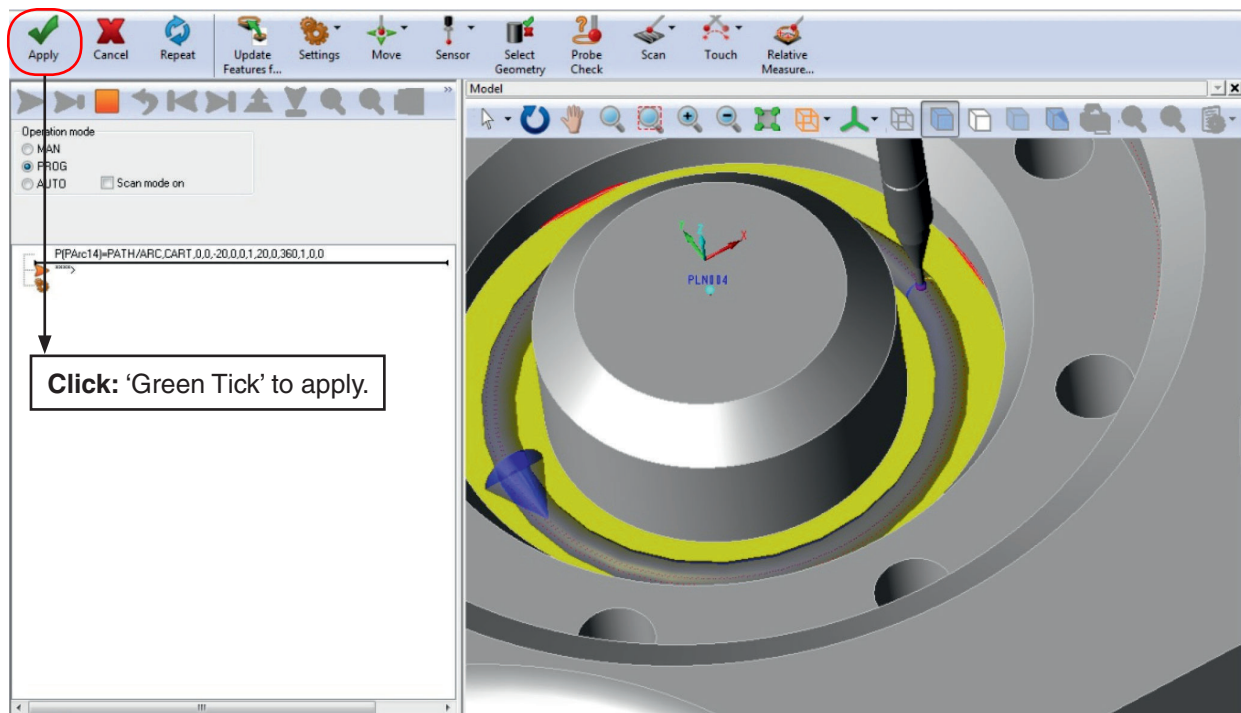 Apply
Cancel
Repeat
Update
Features f...
Settings
Move
Sensor
Select
Geometry
Probe
Check
Scan
Touch
Relative
Measure...
Model
Operation mode
MAN
PROG
AUTO
Scan mode on
P(PArc14)=PATH/ARC,CART,0,0,-20,0,0,1,20,0,360,1,0,0
****>
Click: ‘Green Tick’ to apply.
X
Z
PLN004